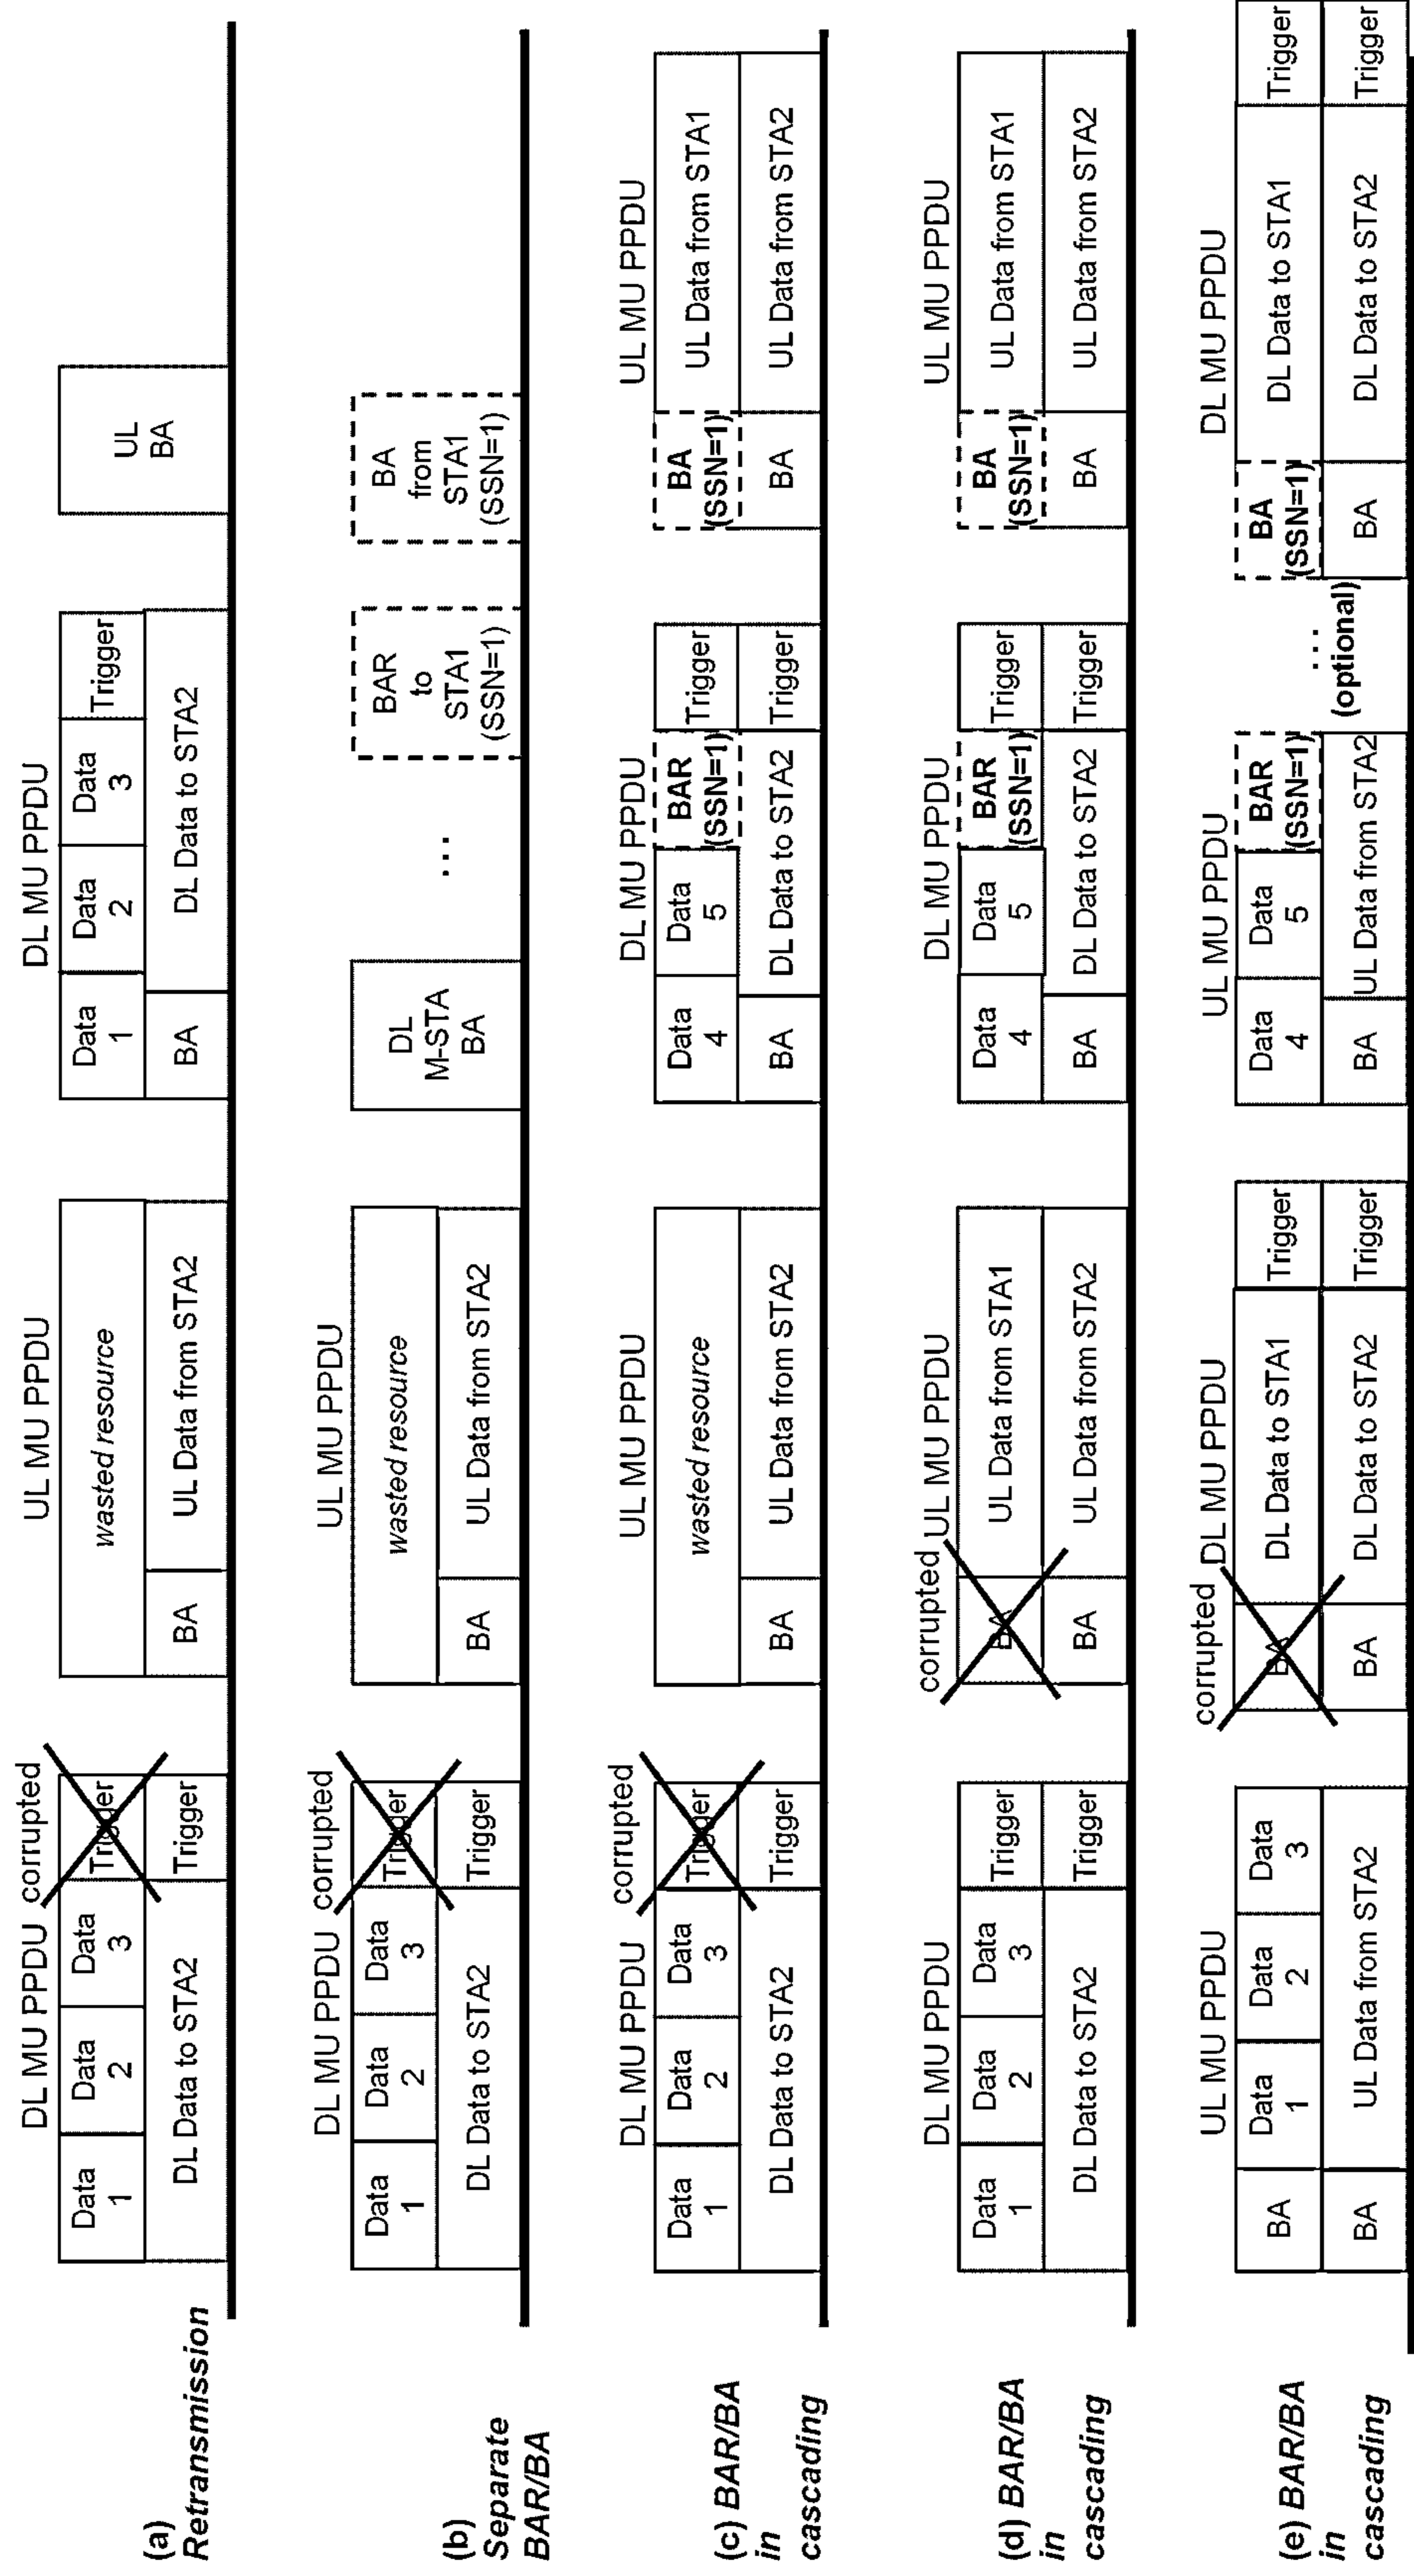 (a)
Retransmission
DL MU PPDU
corrupted
Data 1
Data 2
Data 3
Trigger
DL Data to STA2
Trigger
UL MU PPDU
wasted resource
BA
UL Data from STA2
DL MU PPDU
Data 1
Data 2
Data 3
Trigger
BA
DL Data to STA2
UL
BA
(b)
Separate
BAR/BA
DL MU PPDU
corrupted
Data 1
Data 2
Data 3
Trigger
DL Data to STA2
Trigger
UL MU PPDU
wasted resource
BA
UL Data from STA2
DL
M-STA
BA
...
BAR
to
STA1
(SSN=1)
BA
from
STA1
(SSN=1)
(c) BAR/BA
in
cascading
DL MU PPDU
corrupted
Data 1
Data 2
Data 3
Trigger
DL Data to STA2
Trigger
UL MU PPDU
wasted resource
BA
UL Data from STA2
DL MU PPDU
Data 4
Data 5
BAR
(SSN=1)
Trigger
BA
DL Data to STA2
Trigger
UL MU PPDU
BA
(SSN=1)
UL Data from STA1
BA
UL Data from STA2
(d) BAR/BA
in
cascading
DL MU PPDU
Data 1
Data 2
Data 3
Trigger
DL Data to STA2
Trigger
corrupted
UL MU PPDU
BA
UL Data from STA1
BA
UL Data from STA2
DL MU PPDU
Data 4
Data 5
BAR
(SSN=1)
Trigger
BA
DL Data to STA2
Trigger
UL MU PPDU
BA
(SSN=1)
UL Data from STA1
BA
UL Data from STA2
(e) BAR/BA
in
cascading
UL MU PPDU
BA
Data 1
Data 2
Data 3
BA
UL Data from STA2
corrupted
DL MU PPDU
BA
DL Data to STA1
Trigger
BA
DL Data to STA2
Trigger
UL MU PPDU
Data 4
Data 5
BAR
(SSN=1)
BA
UL Data from STA2
...
(optional)
DL MU PPDU
BA
(SSN=1)
DL Data to STA1
Trigger
BA
DL Data to STA2
Trigger